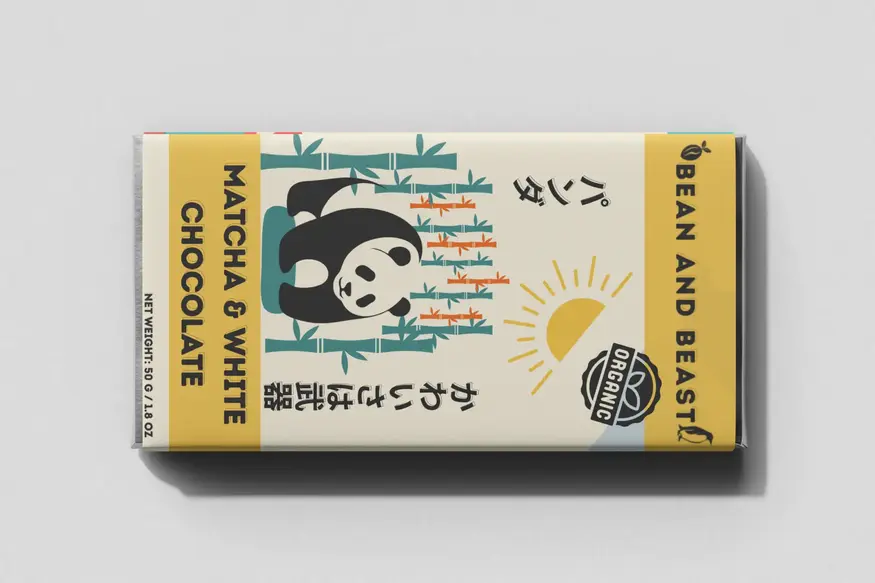 BEAN AND BEAST
ORGANIC
パンダ
かわいさは武器
MATCHA & WHITE
CHOCOLATE
NET WEIGHT: 50 G / 1.8 OZ